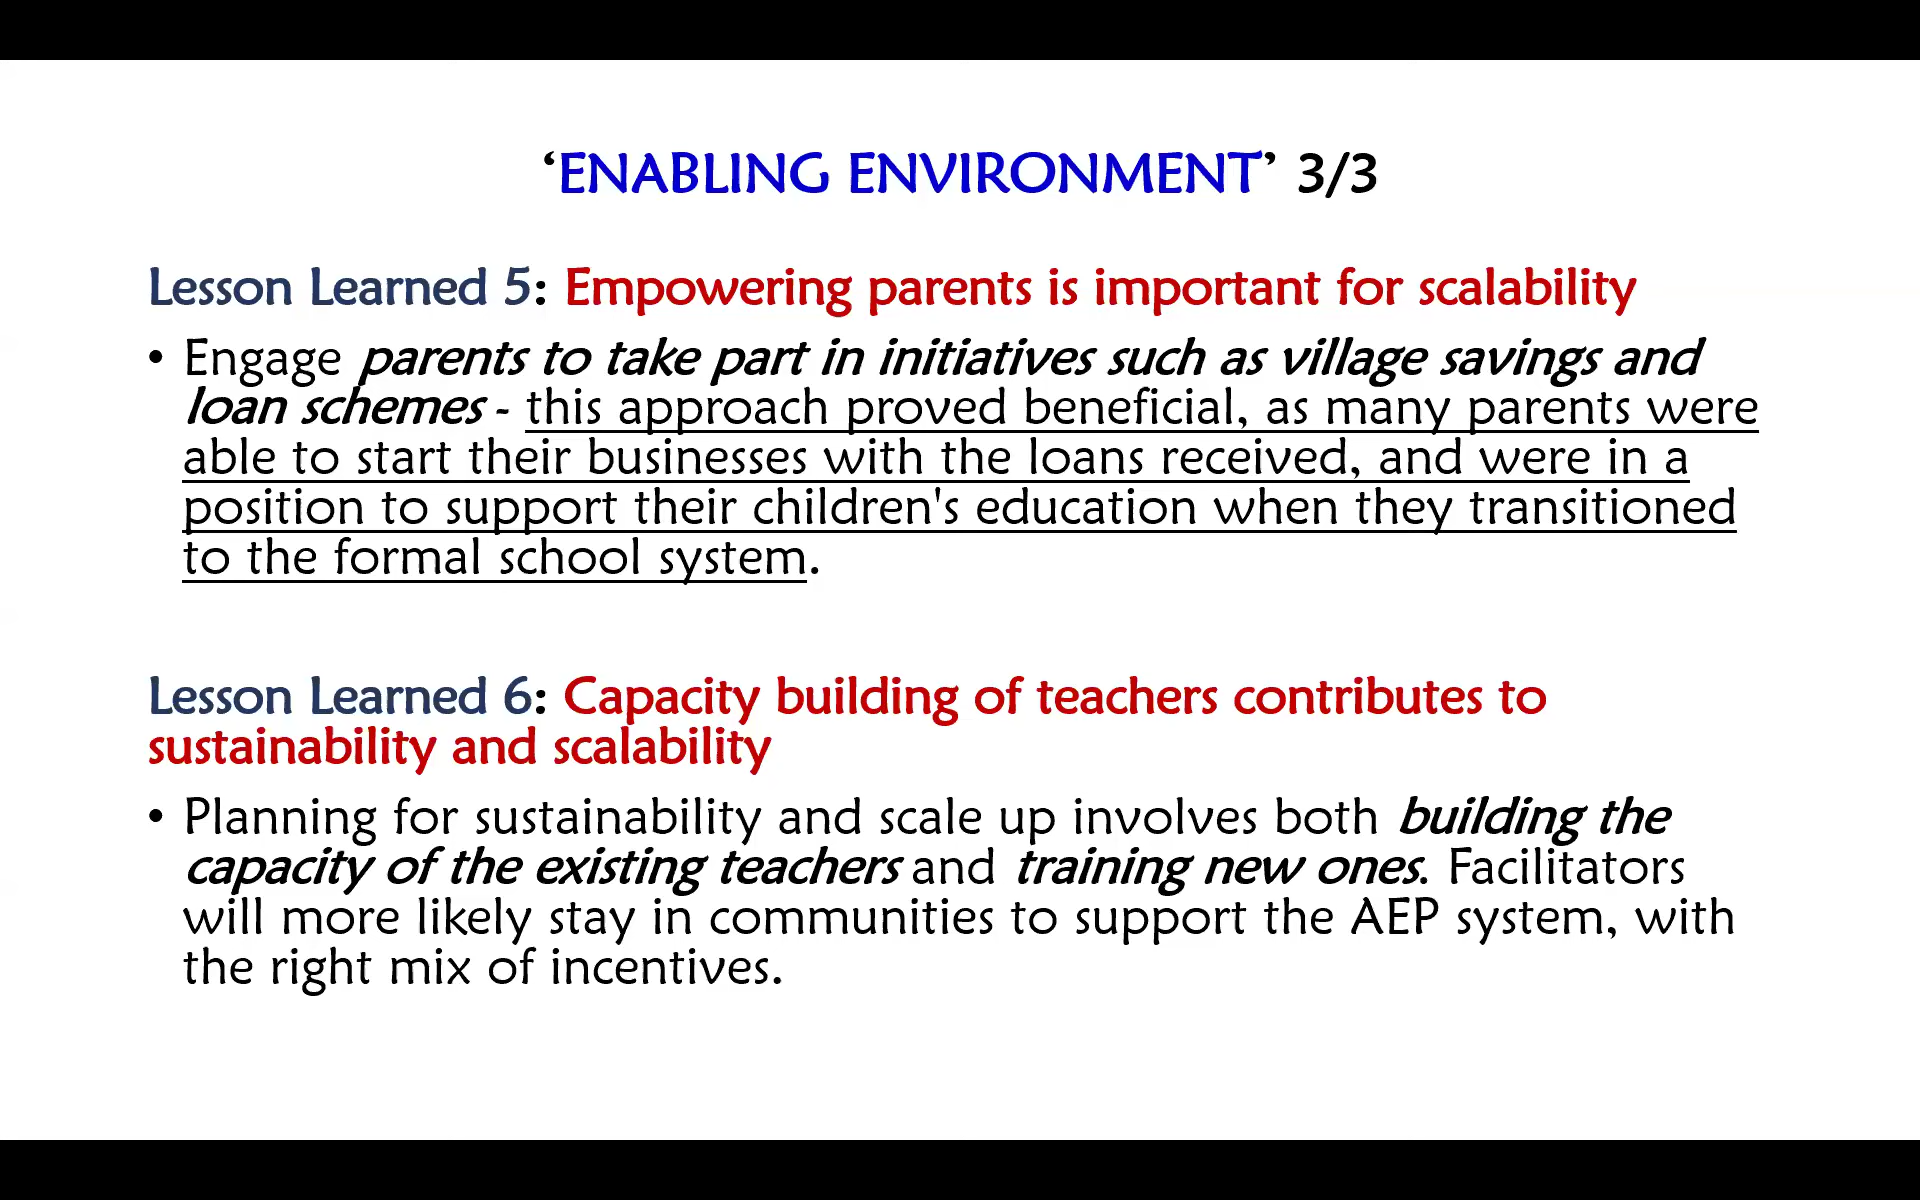 ‘ENABLING ENVIRONMENT’ 3/3
Lesson Learned 5: Empowering parents is important for scalability
• Engage parents to take part in initiatives such as village savings and
loan schemes - this approach proved beneficial, as many parents were
able to start their businesses with the loans received, and were in a
position to support their children's education when they transitioned
to the formal school system.
Lesson Learned 6: Capacity building of teachers contributes to
sustainability and scalability
• Planning for sustainability and scale up involves both building the
capacity of the existing teachers and training new ones. Facilitators
will more likely stay in communities to support the AEP system, with
the right mix of incentives.